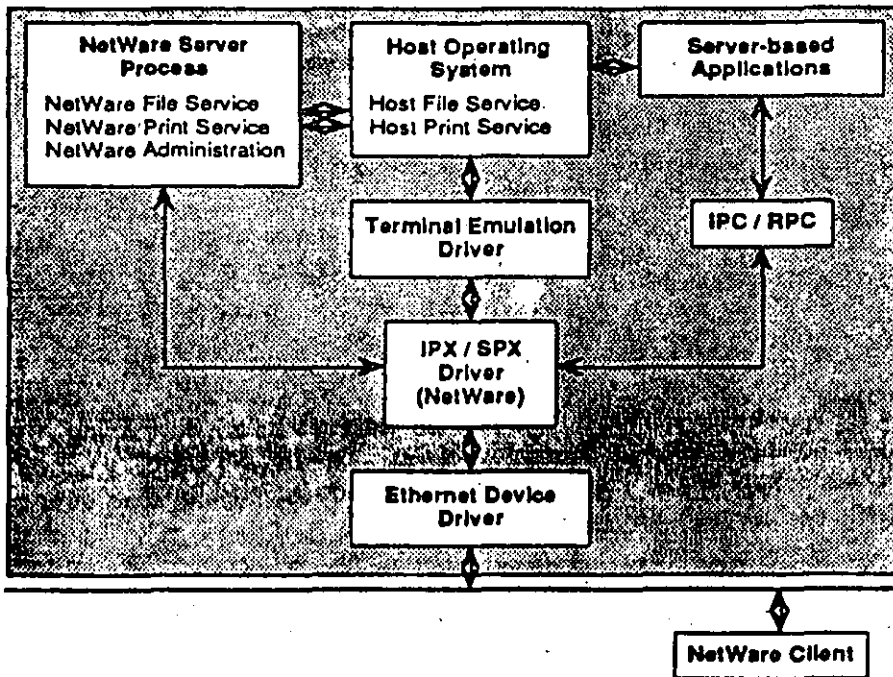 NetWare Server
Process
NetWare File Service
NetWare Print Service
NetWare Administration
Host Operating
System
Host File Service
Host Print Service
Server-based
Applications
Terminal Emulation
Driver
IPC / RPC
IPX / SPX
Driver
(NetWare)
Ethernet Device
Driver
NetWare Client